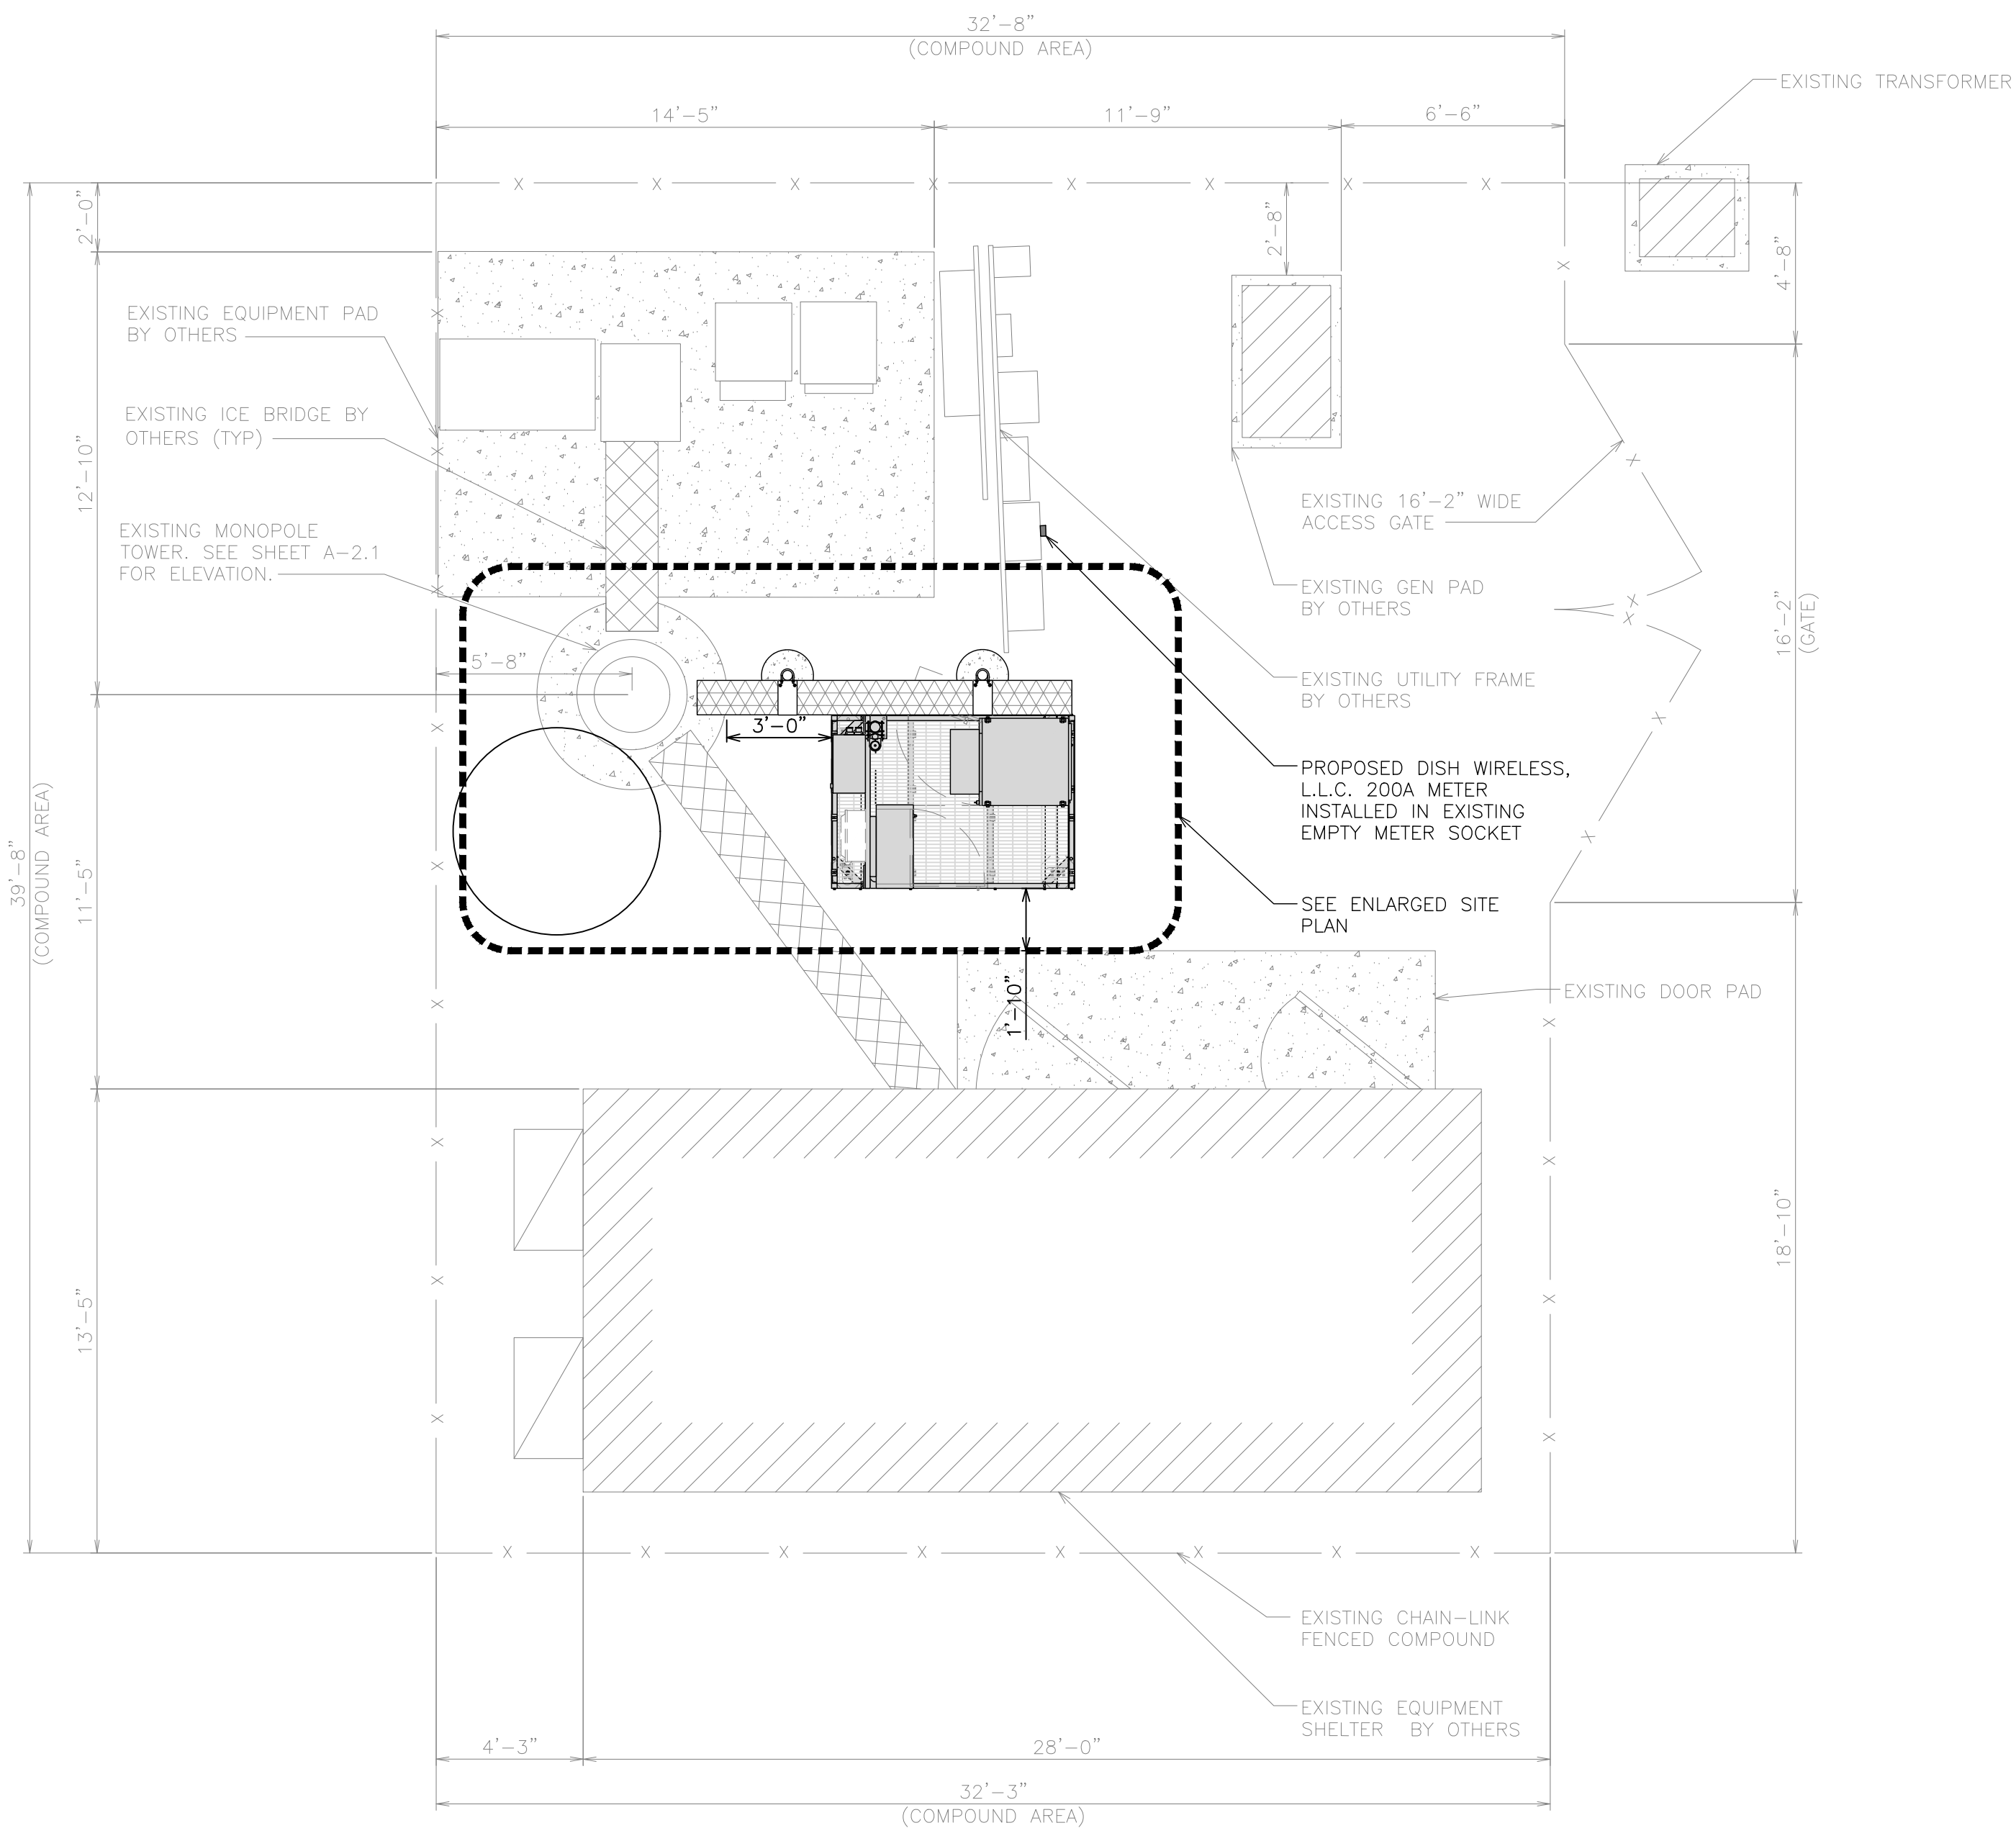 32'-8"
(COMPOUND AREA)
EXISTING TRANSFORMER
14'-5"
11'-9"
6'-6"
X X X X X X X X
2'-0"
2'-8"
4'-8"
X
EXISTING EQUIPMENT PAD
BY OTHERS
X
EXISTING ICE BRIDGE BY
OTHERS (TYP)
X
12'-10"
X
EXISTING 16'-2" WIDE
ACCESS GATE
EXISTING MONOPOLE
TOWER. SEE SHEET A-2.1
FOR ELEVATION.
X
EXISTING GEN PAD
BY OTHERS
X
X
16'-2"
(GATE)
5'-8"
EXISTING UTILITY FRAME
BY OTHERS
X
3'-0"
X
PROPOSED DISH WIRELESS,
L.L.C. 200A METER
INSTALLED IN EXISTING
EMPTY METER SOCKET
X
X
39'-8"
(COMPOUND AREA)
11'-5"
SEE ENLARGED SITE
PLAN
1'-10"
X
EXISTING DOOR PAD
X
X
X
18'-10"
X
X
13'-5"
X
X
X X X X X X X X
EXISTING CHAIN-LINK
FENCED COMPOUND
EXISTING EQUIPMENT
SHELTER BY OTHERS
4'-3"
28'-0"
32'-3"
(COMPOUND AREA)